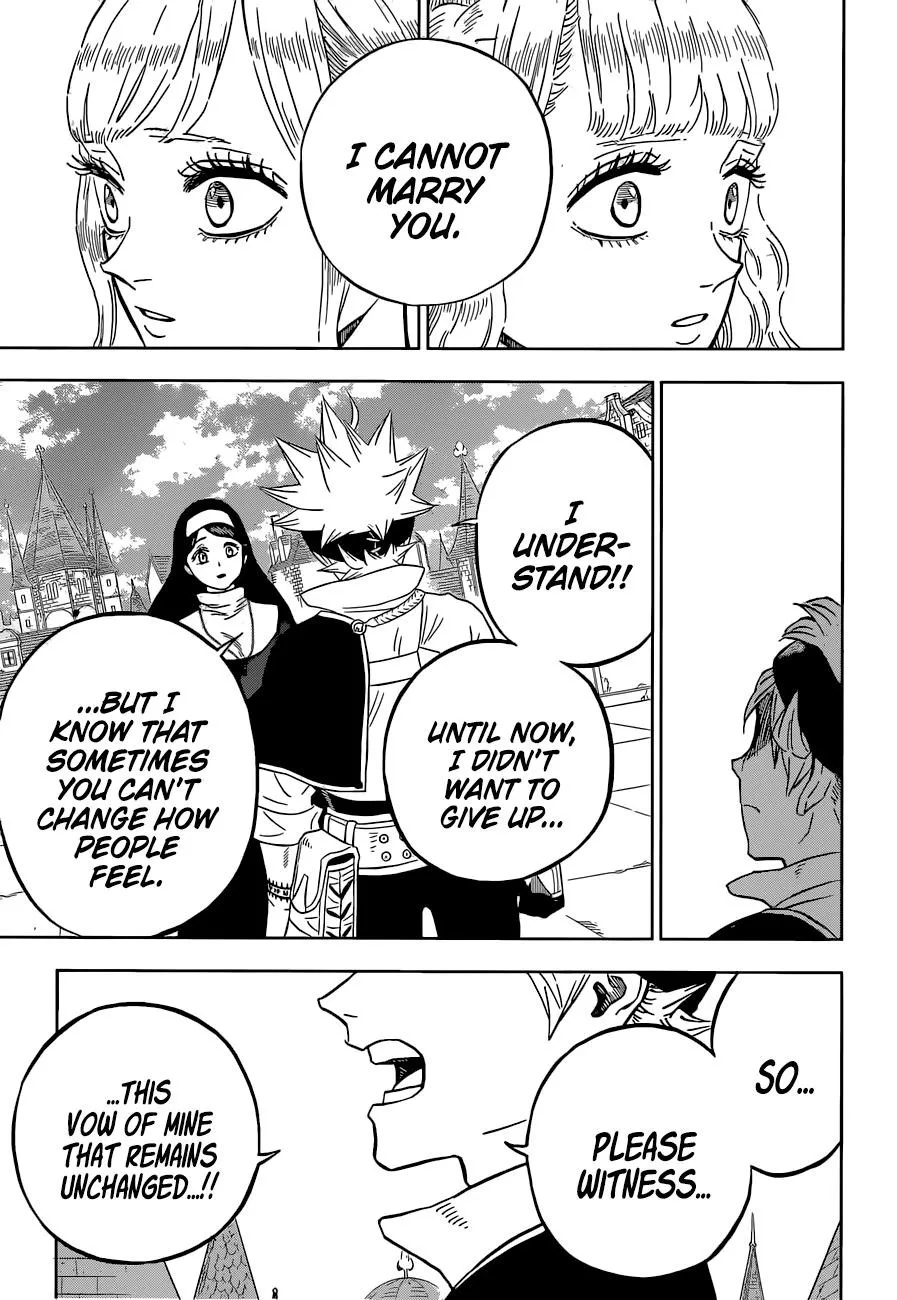 I CANNOT
MARRY
YOU.
I
UNDER-
STAND!!
UNTIL NOW,
I DIDN'T
WANT TO
GIVE UP...
...BUT I
KNOW THAT
SOMETIMES
YOU CAN'T
CHANGE HOW
PEOPLE
FEEL.
SO...
PLEASE
WITNESS...
...THIS
VOW OF MINE
THAT REMAINS
UNCHANGED...!!